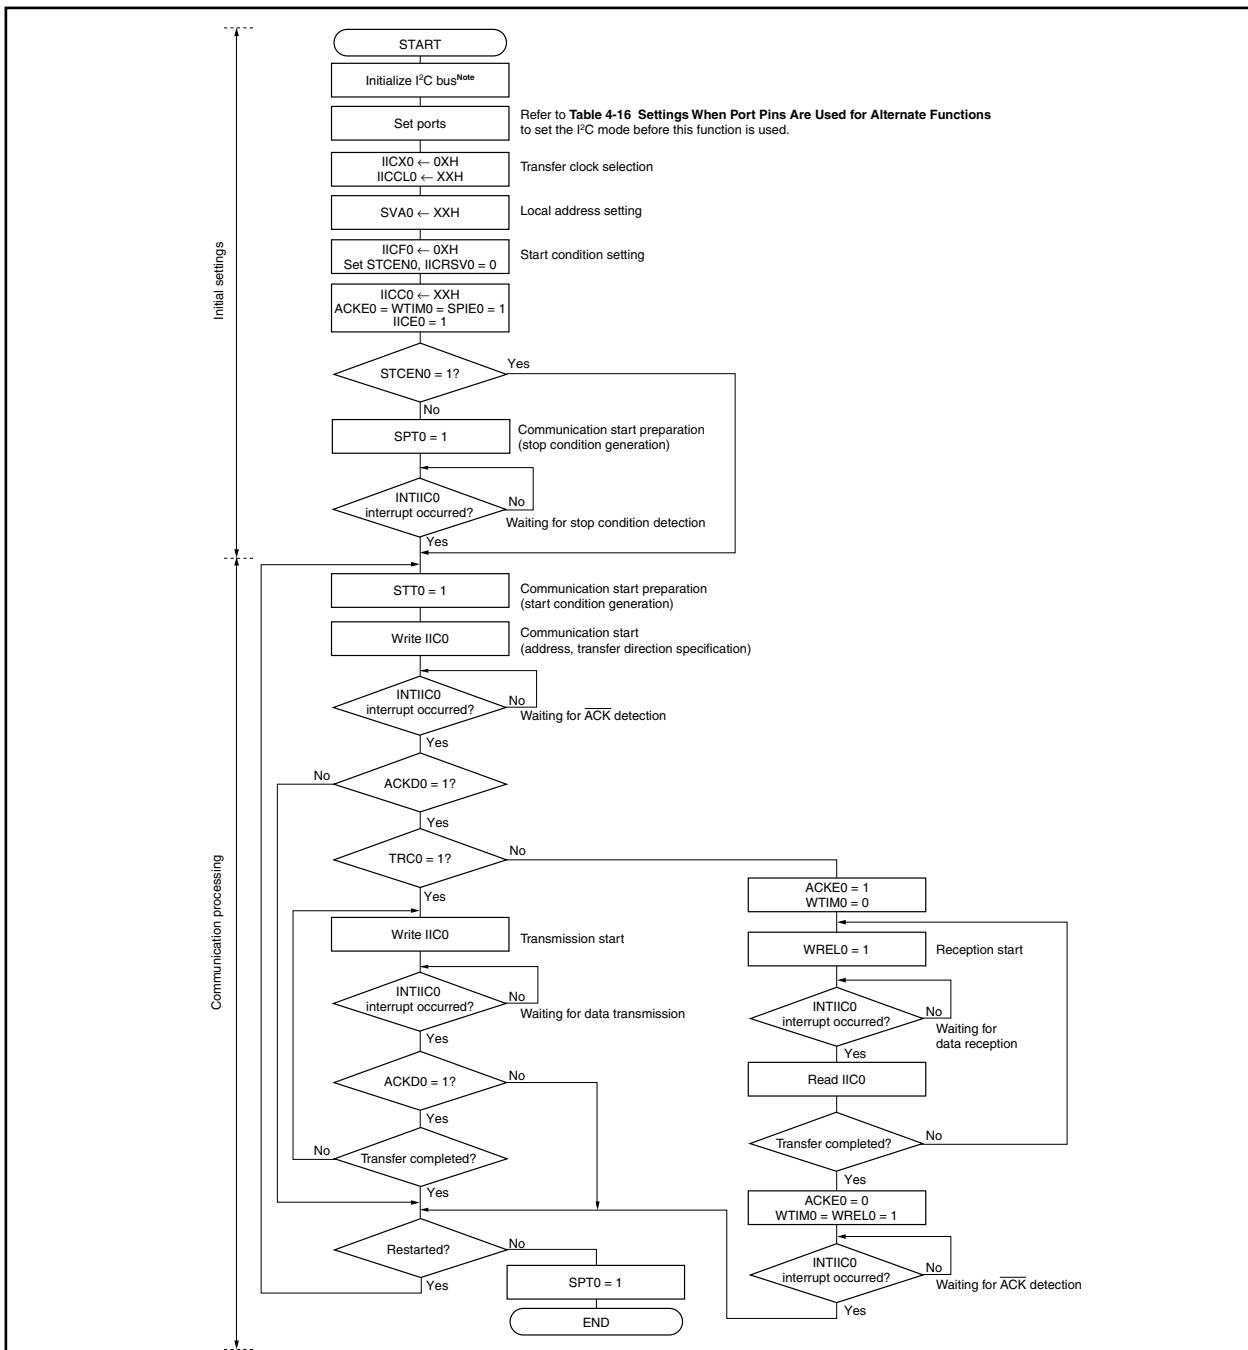 START
Initialize I²C bus^Note
Set ports
Refer to Table 4-16 Settings When Port Pins Are Used for Alternate Functions
to set the I²C mode before this function is used.
IICX0 ← 0XH
IICCL0 ← XXH
Transfer clock selection
SVA0 ← XXH
Local address setting
IICF0 ← 0XH
Set STCEN0, IICRSV0 = 0
Start condition setting
IICC0 ← XXH
ACKE0 = WTIM0 = SPIE0 = 1
IICE0 = 1
Initial settings
STCEN0 = 1?
Yes
No
SPT0 = 1
Communication start preparation
(stop condition generation)
INTIIC0
interrupt occurred?
No
Waiting for stop condition detection
Yes
STT0 = 1
Communication start preparation
(start condition generation)
Write IIC0
Communication start
(address, transfer direction specification)
INTIIC0
interrupt occurred?
No
Waiting for A̅C̅K̅ detection
Yes
No
ACKD0 = 1?
Yes
TRC0 = 1?
No
Yes
Communication processing
Write IIC0
Transmission start
INTIIC0
interrupt occurred?
No
Waiting for data transmission
Yes
ACKD0 = 1?
No
Yes
No
Transfer completed?
Yes
ACKE0 = 1
WTIM0 = 0
WREL0 = 1
Reception start
INTIIC0
interrupt occurred?
No
Waiting for
data reception
Yes
Read IIC0
Transfer completed?
No
Yes
ACKE0 = 0
WTIM0 = WREL0 = 1
INTIIC0
interrupt occurred?
No
Waiting for A̅C̅K̅ detection
Yes
Restarted?
No
Yes
SPT0 = 1
END